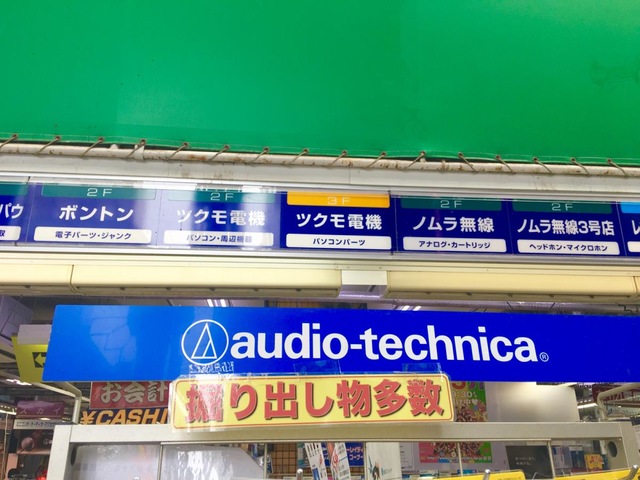 2F
ボントン
電子パーツ・ジャンク
2F
ツクモ電機
パソコン・周辺機器
3F
ツクモ電機
パソコンパーツ
2F
ノムラ無線
アナログ・カートリッジ
2F
ノムラ無線3号店
ヘッドホン・マイクロホン
audio-technica®
お会計
¥CASH
掘り出し物多数